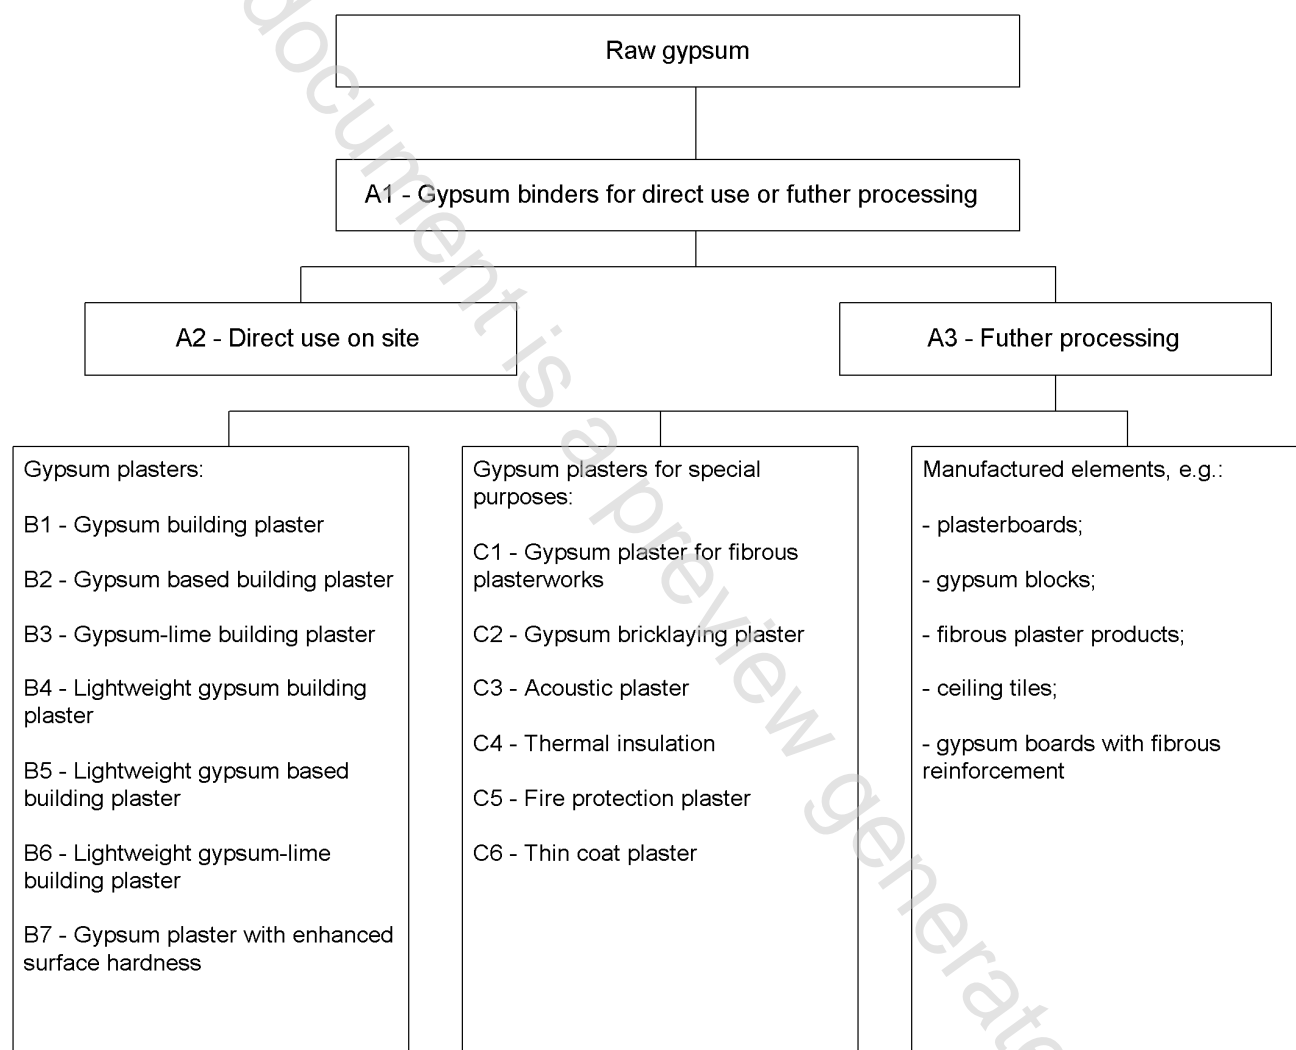 Raw gypsum
A1 - Gypsum binders for direct use or futher processing
A2 - Direct use on site
A3 - Futher processing
Gypsum plasters:
B1 - Gypsum building plaster
B2 - Gypsum based building plaster
B3 - Gypsum-lime building plaster
B4 - Lightweight gypsum building
plaster
B5 - Lightweight gypsum based
building plaster
B6 - Lightweight gypsum-lime
building plaster
B7 - Gypsum plaster with enhanced
surface hardness
Gypsum plasters for special
purposes:
C1 - Gypsum plaster for fibrous
plasterworks
C2 - Gypsum bricklaying plaster
C3 - Acoustic plaster
C4 - Thermal insulation
C5 - Fire protection plaster
C6 - Thin coat plaster
Manufactured elements, e.g.:
- plasterboards;
- gypsum blocks;
- fibrous plaster products;
- ceiling tiles;
- gypsum boards with fibrous
reinforcement
document is a preview generate